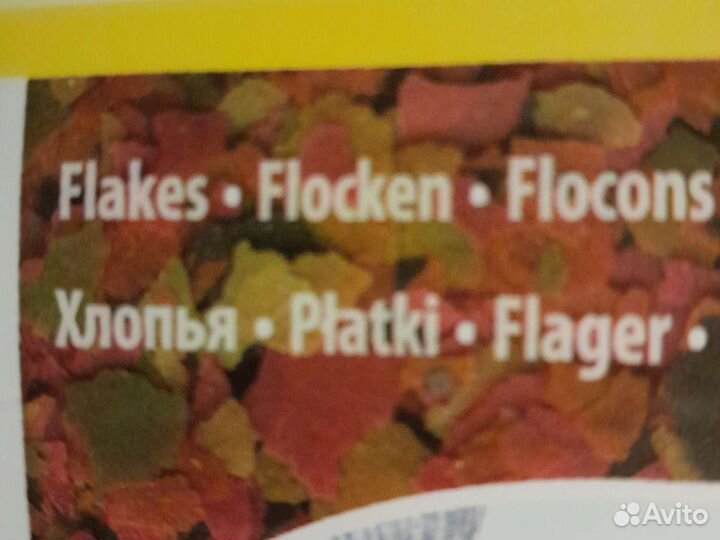 Flakes • Flocken • Flocons
Хлопья • Płatki • Flager •
Avito